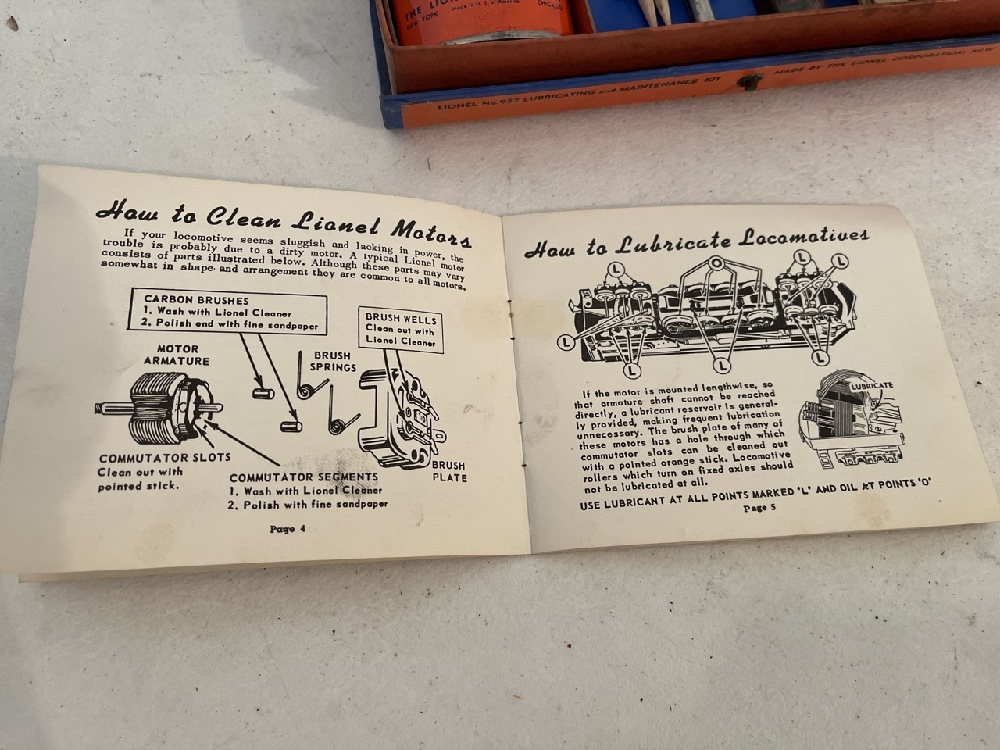 THE LIO
NEW YORK MADE IN U.S. OF AMERICA CHICAGO
LIONEL No. 927 LUBRICATING and MAINTENANCE KIT MADE BY THE LIONEL CORPORATION, NEW
How to Clean Lionel Motors
If your locomotive seems sluggish and lacking in power, the
trouble is probably due to a dirty motor. A typical Lionel motor
consists of parts illustrated below. Although these parts may vary
somewhat in shape and arrangement they are common to all motors.
CARBON BRUSHES
1. Wash with Lionel Cleaner
2. Polish end with fine sandpaper
BRUSH WELLS
Clean out with
Lionel Cleaner
MOTOR
ARMATURE
BRUSH
SPRINGS
COMMUTATOR SLOTS
Clean out with
pointed stick.
COMMUTATOR SEGMENTS
1. Wash with Lionel Cleaner
2. Polish with fine sandpaper
BRUSH
PLATE
Page 4
How to Lubricate Locomotives
L
O
L
L
L
L
L
L
If the motor is mounted lengthwise, so
that armature shaft cannot be reached
directly, a lubricant reservoir is general-
ly provided, making frequent lubrication
unnecessary. The brush plate of many of
these motors has a hole through which
commutator slots can be cleaned out
with a pointed orange stick. Locomotive
rollers which turn on fixed axles should
not be lubricated at all.
LUBRICATE
USE LUBRICANT AT ALL POINTS MARKED 'L' AND OIL AT POINTS 'O'
Page 5